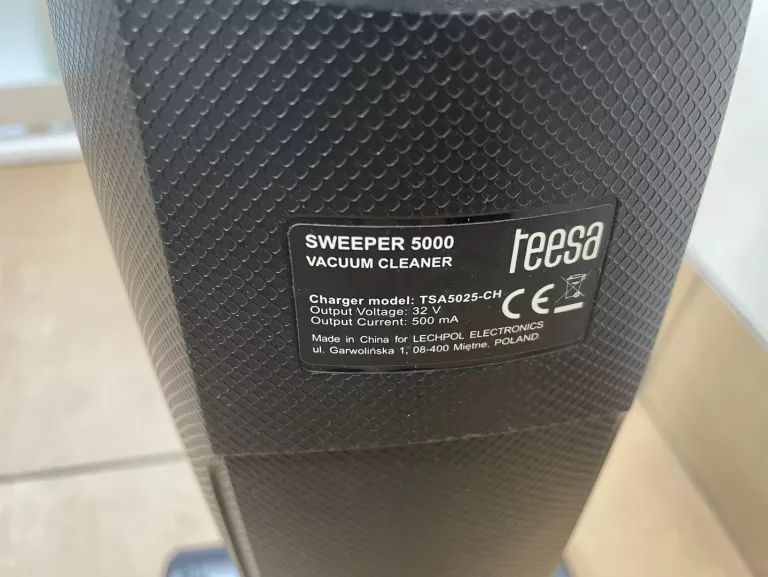 SWEEPER 5000
VACUUM CLEANER
teesa
Charger model: TSA5025-CH
Output Voltage: 32 V
Output Current: 500 mA
CE
Made in China for LECHPOL ELECTRONICS
ul. Garwolińska 1, 08-400 Miętne, POLAND.